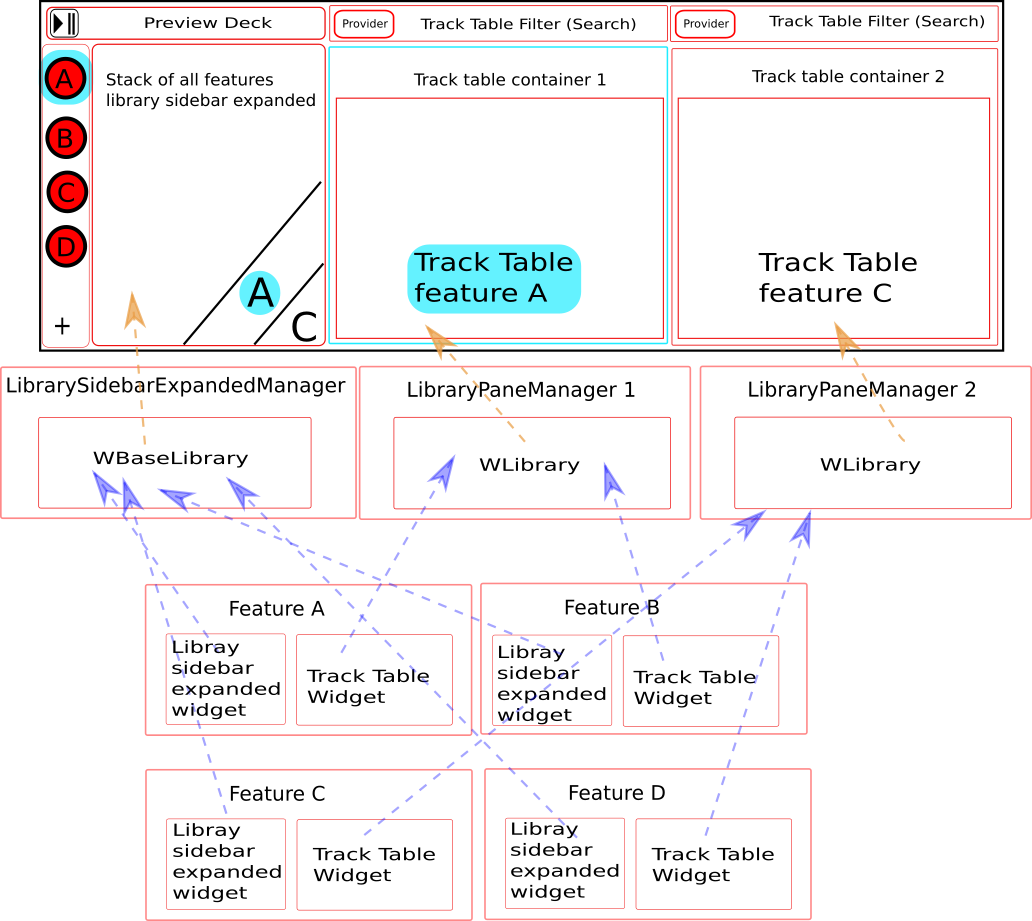 Preview Deck
Provider
Track Table Filter (Search)
Provider
Track Table Filter (Search)
A
B
C
D
+
Stack of all features
library sidebar expanded
A
C
Track table container 1
Track Table
feature A
Track table container 2
Track Table
feature C
LibrarySidebarExpandedManager
WBaseLibrary
LibraryPaneManager 1
WLibrary
LibraryPaneManager 2
WLibrary
Feature A
Libray
sidebar
expanded
widget
Track Table
Widget
Feature B
Libray
sidebar
expanded
widget
Track Table
Widget
Feature C
Libray
sidebar
expanded
widget
Track Table
Widget
Feature D
Libray
sidebar
expanded
widget
Track Table
Widget